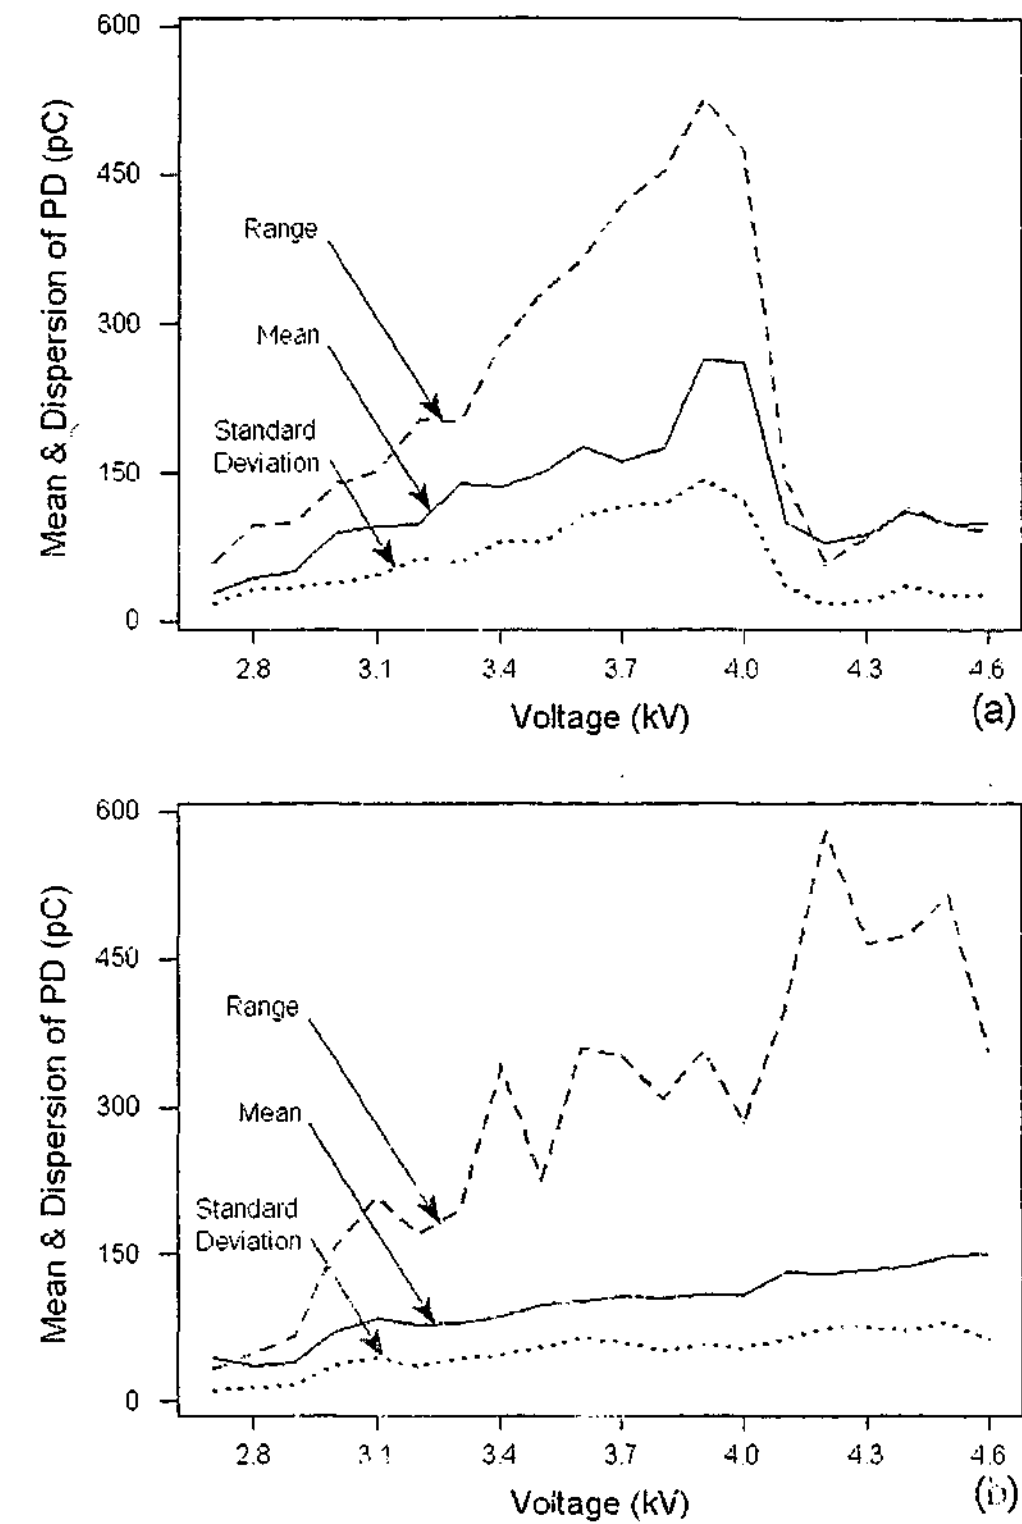 600
450
300
150
0
Mean & Dispersion of PD (pC)
Range
Mean
Standard
Deviation
2.8 3.1 3.4 3.7 4.0 4.3 4.6
Voltage (kV)
(a)
600
450
300
150
0
Mean & Dispersion of PD (pC)
Range
Mean
Standard
Deviation
2.8 3.1 3.4 3.7 4.0 4.3 4.6
Voltage (kV)
(b)